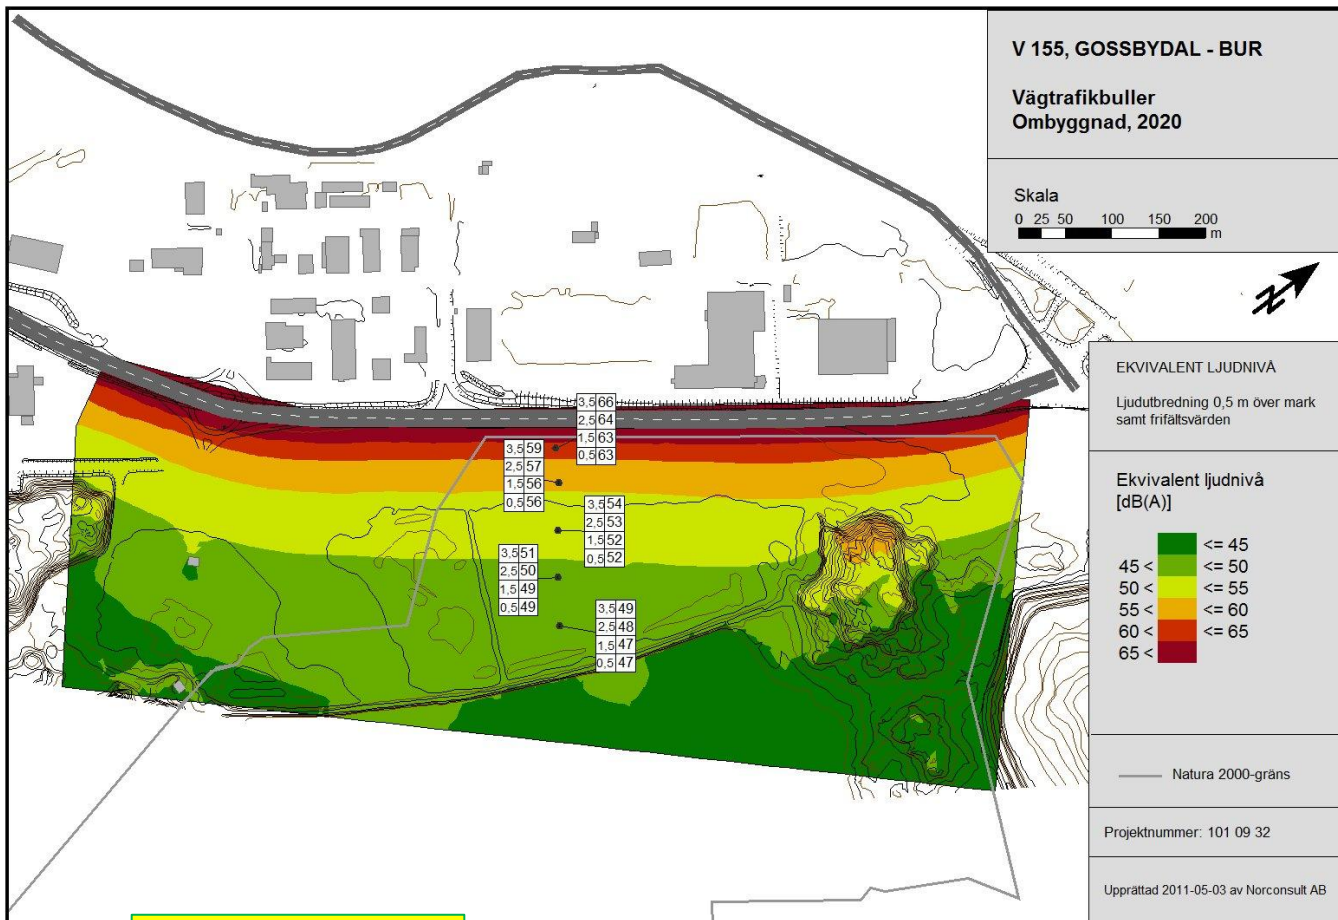 V 155, GOSSBYDAL - BUR
Vägtrafikbuller
Ombyggnad, 2020
Skala
0 25 50 100 150 200
m
EKVIVALENT LJUDNIVÅ
Ljudutbredning 0,5 m över mark
samt frifältsvärden
Ekvivalent ljudnivå
[dB(A)]
<= 45
45 < <= 50
50 < <= 55
55 < <= 60
60 < <= 65
65 <
Natura 2000-gräns
Projektnummer: 101 09 32
Upprättad 2011-05-03 av Norconsult AB
3,5 66
2,5 64
1,5 63
0,5 63
3,5 59
2,5 57
1,5 56
0,5 56
3,5 54
2,5 53
1,5 52
0,5 52
3,5 51
2,5 50
1,5 49
0,5 49
3,5 49
2,5 48
1,5 47
0,5 47